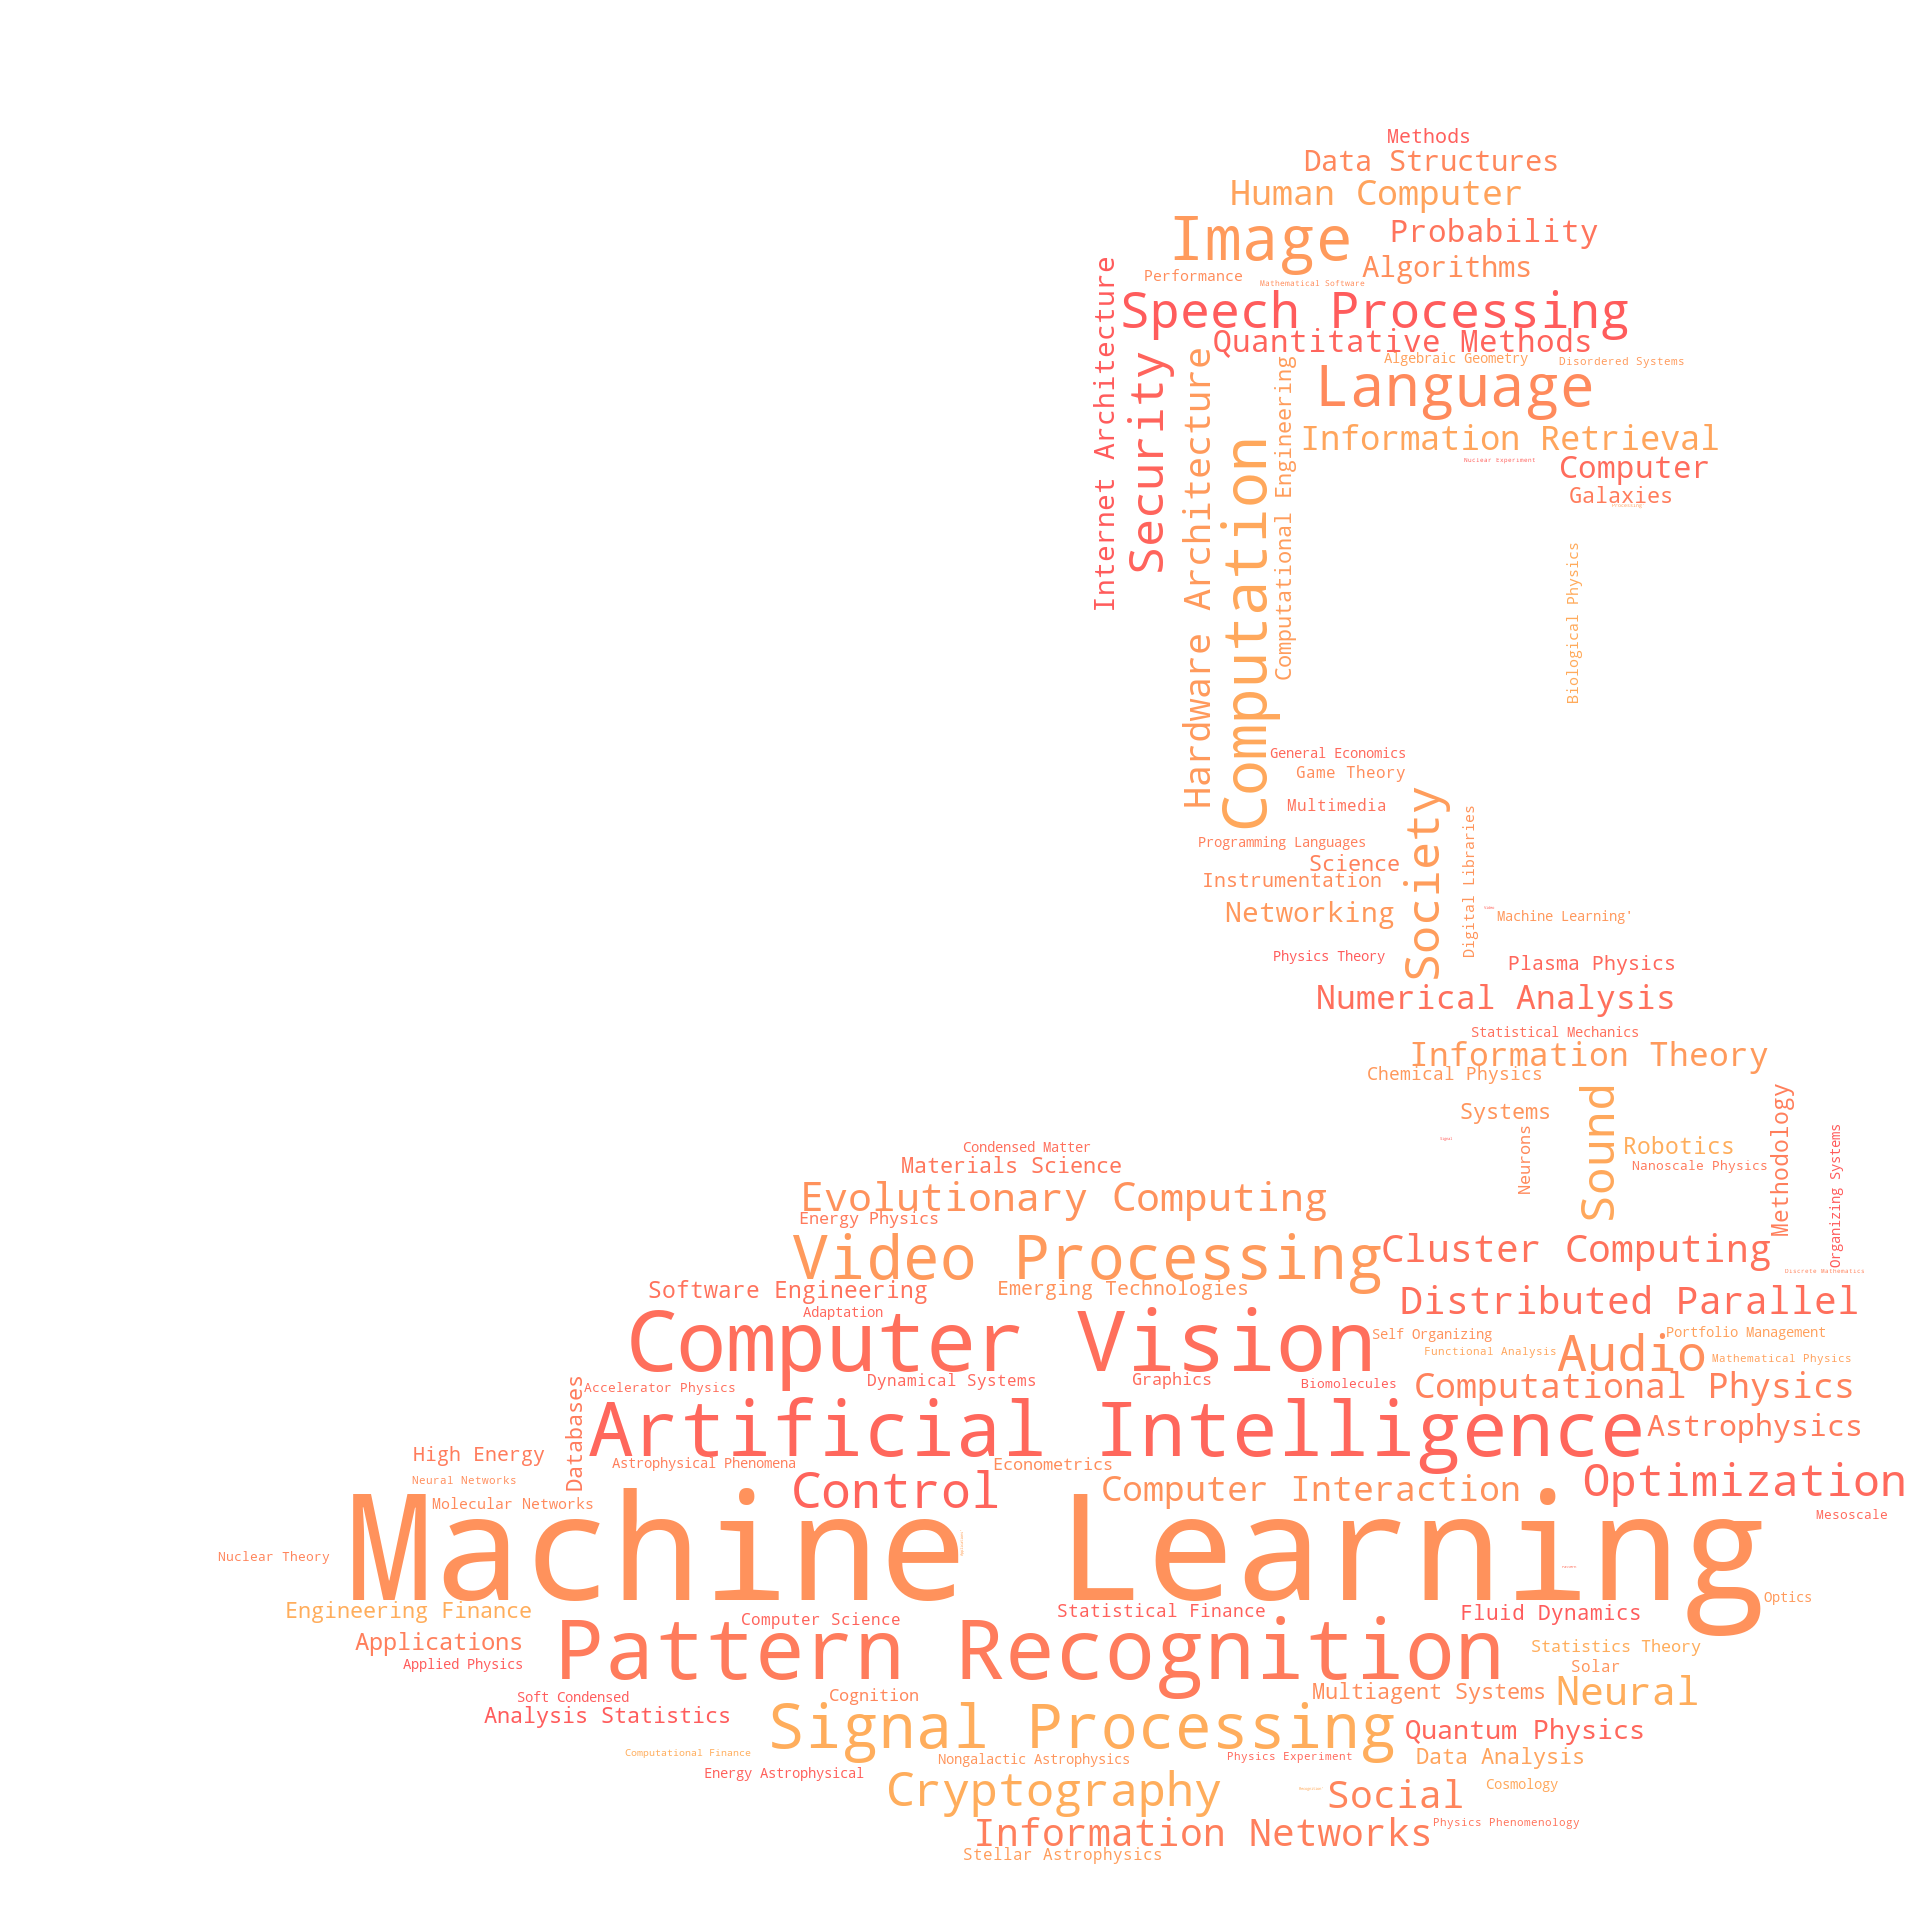 Methods
Data Structures
Human Computer
Image
Probability
Algorithms
Performance
Mathematical Software
Internet Architecture
Speech Processing
Quantitative Methods
Security
Hardware Architecture
Computational Engineering
Algebraic Geometry
Disordered Systems
Language
Information Retrieval
Computation
Nuclear Experiment
Computer
Galaxies
Processing
Biological Physics
General Economics
Game Theory
Multimedia
Society
Digital Libraries
Programming Languages
Science
Instrumentation
Networking
Machine Learning'
Physics Theory
Plasma Physics
Numerical Analysis
Statistical Mechanics
Information Theory
Chemical Physics
Systems
Sound
Methodology
Organizing Systems
Neurons
Robotics
Nanoscale Physics
Signal
Condensed Matter
Materials Science
Evolutionary Computing
Energy Physics
Video Processing
Cluster Computing
Discrete Mathematics
Software Engineering
Emerging Technologies
Distributed Parallel
Adaptation
Computer Vision
Self Organizing
Portfolio Management
Functional Analysis
Audio
Mathematical Physics
Databases
Accelerator Physics
Dynamical Systems
Graphics
Biomolecules
Computational Physics
Artificial Intelligence
Astrophysics
High Energy
Astrophysical Phenomena
Econometrics
Neural Networks
Control
Computer Interaction
Optimization
Molecular Networks
Mesoscale
Machine Learning
Nuclear Theory
Optics
Engineering Finance
Computer Science
Statistical Finance
Fluid Dynamics
Applications
Pattern Recognition
Statistics Theory
Applied Physics
Solar
Soft Condensed
Cognition
Multiagent Systems
Neural
Analysis Statistics
Signal Processing
Quantum Physics
Computational Finance
Nongalactic Astrophysics
Physics Experiment
Data Analysis
Energy Astrophysical
Cryptography
Recognition
Social
Cosmology
Information Networks
Physics Phenomenology
Stellar Astrophysics